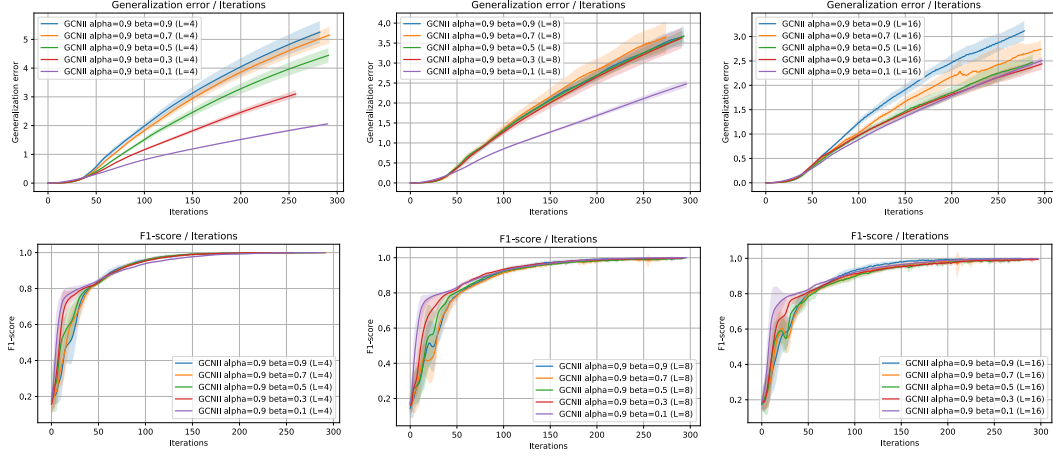 Generalization error / Iterations
Generalization error
5
4
3
2
1
0
GCNII alpha=0.9 beta=0.9 (L=4)
GCNII alpha=0.9 beta=0.7 (L=4)
GCNII alpha=0.9 beta=0.5 (L=4)
GCNII alpha=0.9 beta=0.3 (L=4)
GCNII alpha=0.9 beta=0.1 (L=4)
0 50 100 150 200 250 300
Iterations
Generalization error / Iterations
Generalization error
4.0
3.5
3.0
2.5
2.0
1.5
1.0
0.5
0.0
GCNII alpha=0.9 beta=0.9 (L=8)
GCNII alpha=0.9 beta=0.7 (L=8)
GCNII alpha=0.9 beta=0.5 (L=8)
GCNII alpha=0.9 beta=0.3 (L=8)
GCNII alpha=0.9 beta=0.1 (L=8)
0 50 100 150 200 250 300
Iterations
Generalization error / Iterations
Generalization error
3.0
2.5
2.0
1.5
1.0
0.5
0.0
GCNII alpha=0.9 beta=0.9 (L=16)
GCNII alpha=0.9 beta=0.7 (L=16)
GCNII alpha=0.9 beta=0.5 (L=16)
GCNII alpha=0.9 beta=0.3 (L=16)
GCNII alpha=0.9 beta=0.1 (L=16)
0 50 100 150 200 250 300
Iterations
F1-score / Iterations
F1-score
1.0
0.8
0.6
0.4
0.2
GCNII alpha=0.9 beta=0.9 (L=4)
GCNII alpha=0.9 beta=0.7 (L=4)
GCNII alpha=0.9 beta=0.5 (L=4)
GCNII alpha=0.9 beta=0.3 (L=4)
GCNII alpha=0.9 beta=0.1 (L=4)
0 50 100 150 200 250 300
Iterations
F1-score / Iterations
F1-score
1.0
0.8
0.6
0.4
0.2
GCNII alpha=0.9 beta=0,9 (L=8)
GCNII alpha=0.9 beta=0.7 (L=8)
GCNII alpha=0.9 beta=0.5 (L=8)
GCNII alpha=0.9 beta=0.3 (L=8)
GCNII alpha=0.9 beta=0.1 (L=8)
0 50 100 150 200 250 300
Iterations
F1-score / Iterations
F1-score
1.0
0.8
0.6
0.4
0.2
GCNII alpha=0.9 beta=0.9 (L=16)
GCNII alpha=0.9 beta=0.7 (L=16)
GCNII alpha=0.9 beta=0.5 (L=16)
GCNII alpha=0.9 beta=0.3 (L=16)
GCNII alpha=0.9 beta=0.1 (L=16)
0 50 100 150 200 250 300
Iterations